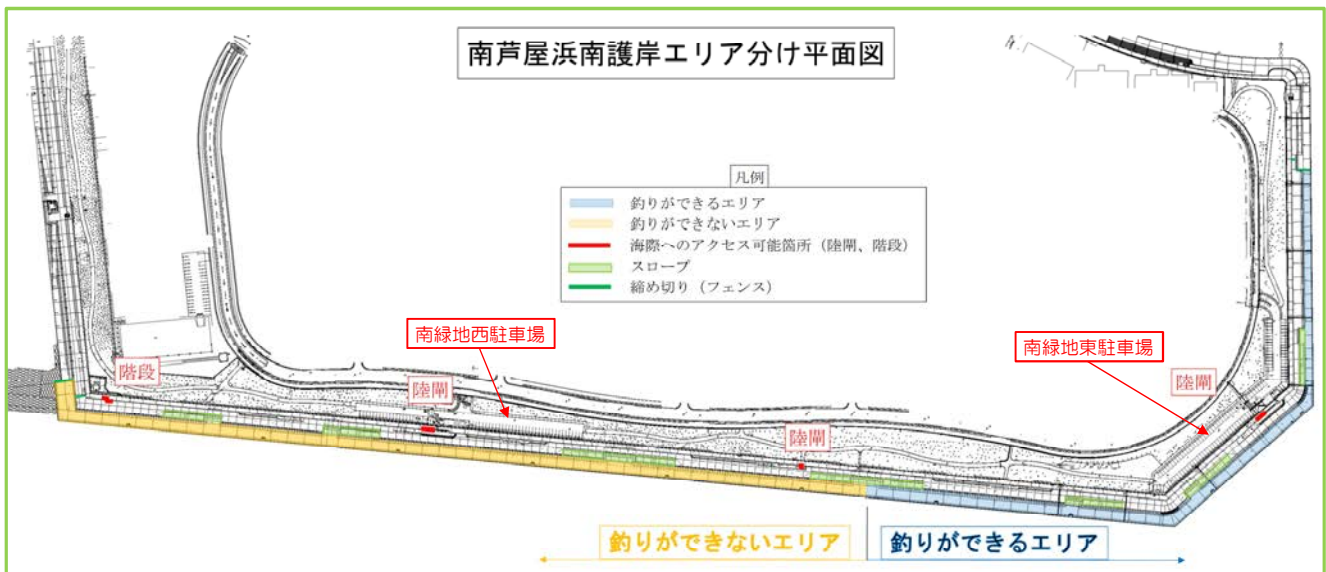 南芦屋浜南護岸エリア分け平面図
凡例
釣りができるエリア
釣りができないエリア
海際へのアクセス可能箇所（陸閘、階段）
スロープ
締め切り（フェンス）
南緑地西駐車場
南緑地東駐車場
階段
陸閘
陸閘
陸閘
釣りができないエリア
釣りができるエリア